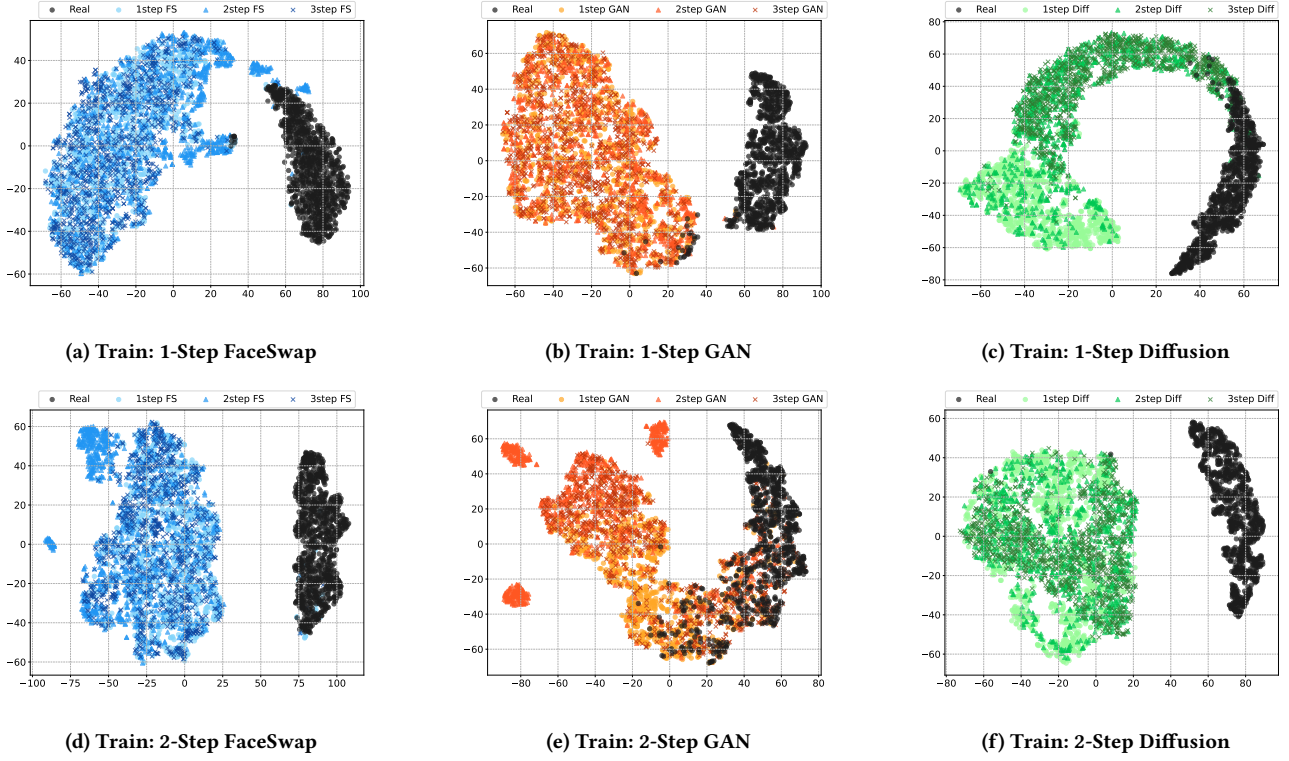 Real 1step FS 2step FS 3step FS
Real 1step GAN 2step GAN 3step GAN
Real 1step Diff 2step Diff 3step Diff
40
20
0
−20
−40
−60
−60 −40 −20 0 20 40 60 80 100
60
40
20
0
−20
−40
−60
−60 −40 −20 0 20 40 60 80 100
80
60
40
20
0
−20
−40
−60
−80
−60 −40 −20 0 20 40 60
(a) Train: 1-Step FaceSwap
(b) Train: 1-Step GAN
(c) Train: 1-Step Diffusion
Real 1step FS 2step FS 3step FS
Real 1step GAN 2step GAN 3step GAN
Real 1step Diff 2step Diff 3step Diff
60
40
20
0
−20
−40
−60
−100 −75 −50 −25 0 25 50 75 100
60
40
20
0
−20
−40
−60
−80 −60 −40 −20 0 20 40 60 80
60
40
20
0
−20
−40
−60
−80 −60 −40 −20 0 20 40 60 80
(d) Train: 2-Step FaceSwap
(e) Train: 2-Step GAN
(f) Train: 2-Step Diffusion